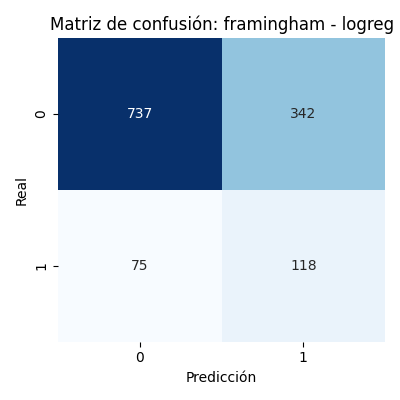 Matriz de confusión: framingham - logreg
Real
0
737
342
1
75
118
0
1
Predicción